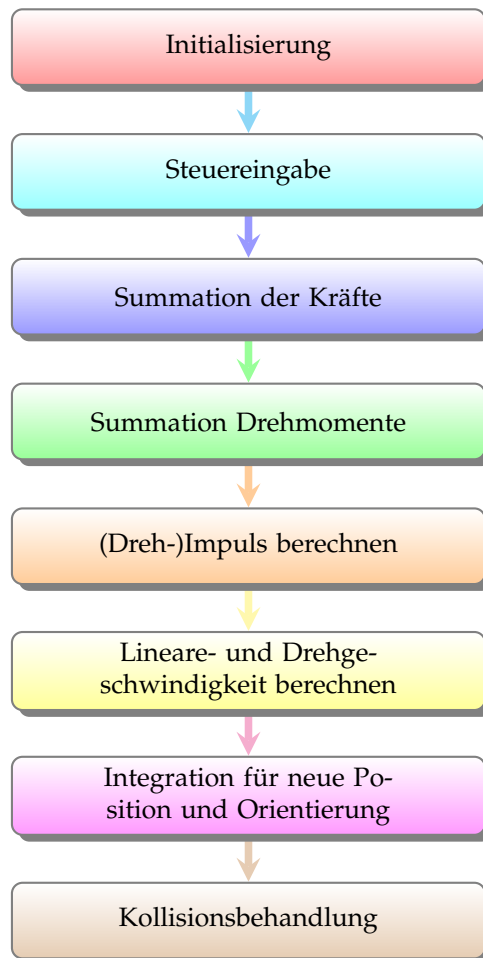 Initialisierung
Steuereingabe
Summation der Kräfte
Summation Drehmomente
(Dreh-)Impuls berechnen
Lineare- und Drehge-
schwindigkeit berechnen
Integration für neue Po-
sition und Orientierung
Kollisionsbehandlung